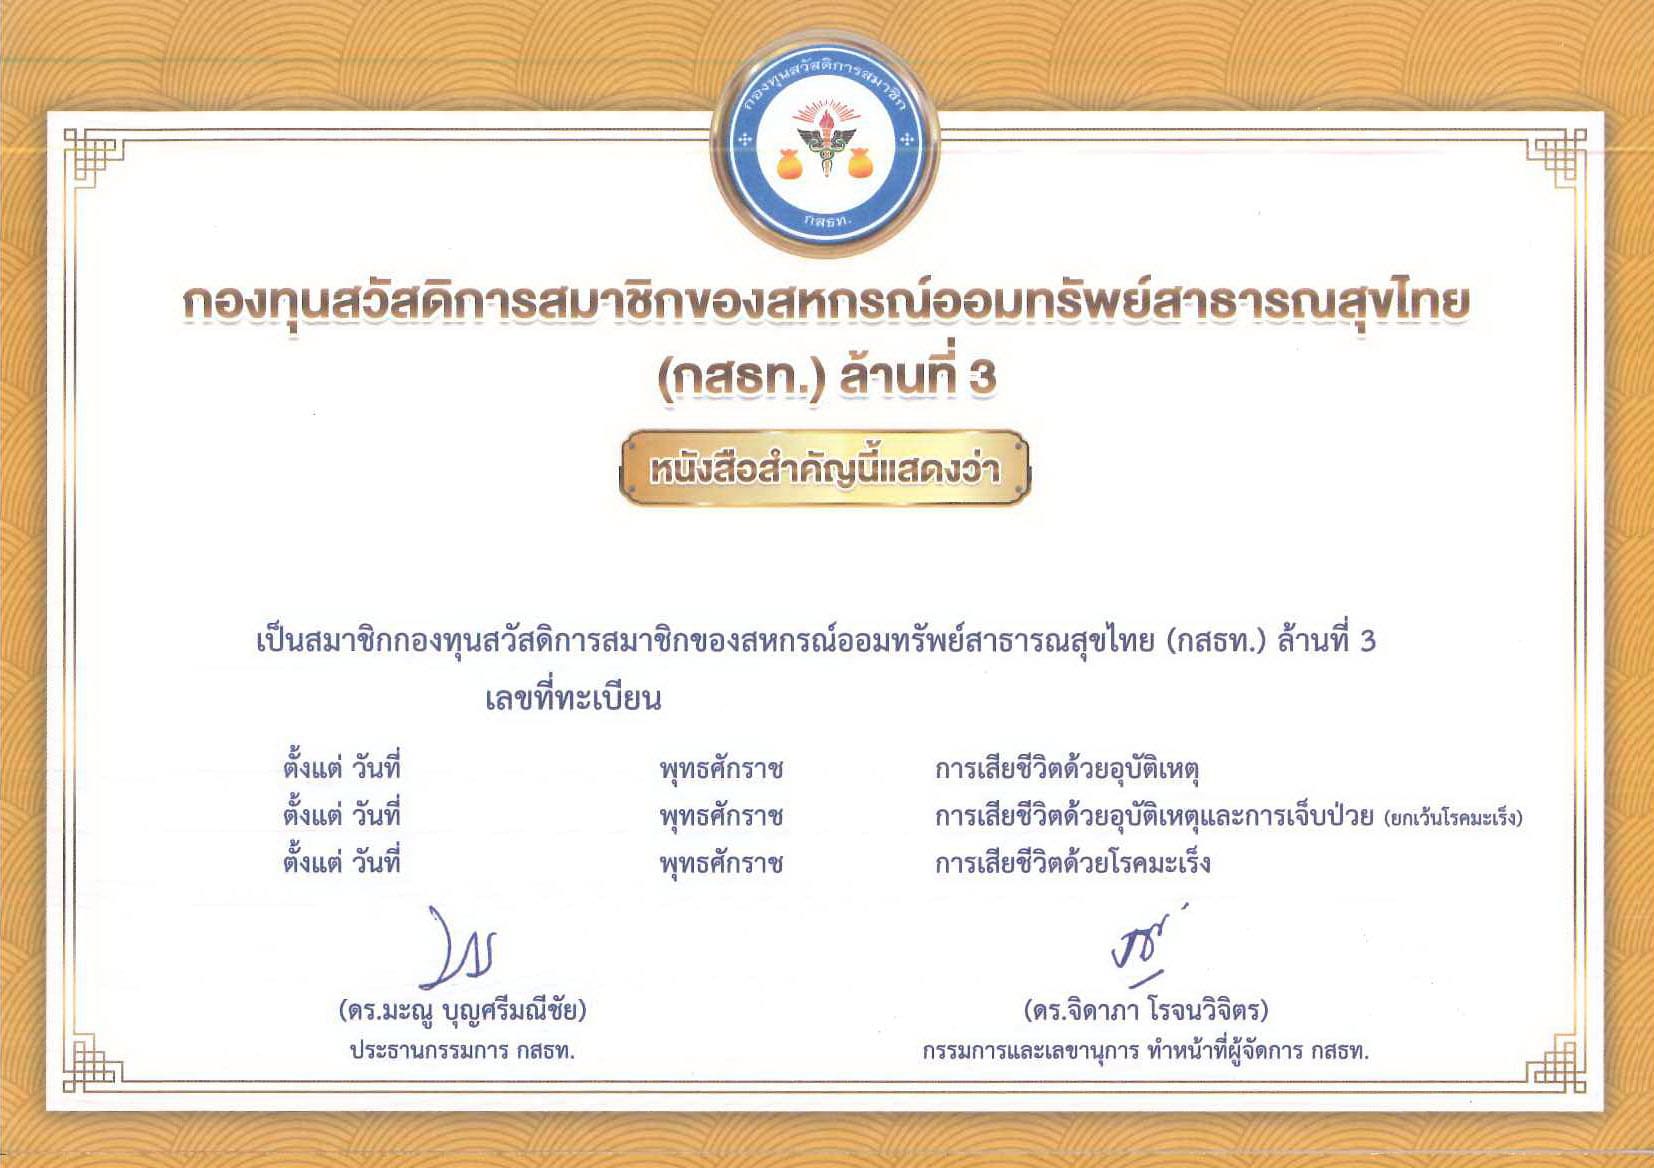 กองทุนสวัสดิการสมาชิก
กสธท.
กองทุนสวัสดิการสมาชิกของสหกรณ์ออมทรัพย์สาธารณสุขไทย
(กสธท.) ล้านที่ 3
หนังสือสำคัญนี้แสดงว่า
เป็นสมาชิกกองทุนสวัสดิการสมาชิกของสหกรณ์ออมทรัพย์สาธารณสุขไทย (กสธท.) ล้านที่ 3
เลขที่ทะเบียน
ตั้งแต่ วันที่ พุทธศักราช การเสียชีวิตด้วยอุบัติเหตุ
ตั้งแต่ วันที่ พุทธศักราช การเสียชีวิตด้วยอุบัติเหตุและการเจ็บป่วย (ยกเว้นโรคมะเร็ง)
ตั้งแต่ วันที่ พุทธศักราช การเสียชีวิตด้วยโรคมะเร็ง
(ดร.มะณู บุญศรีมณีชัย) (ดร.จิดาภา โรจนวิจิตร)
ประธานกรรมการ กสธท. กรรมการและเลขานุการ ทำหน้าที่ผู้จัดการ กสธท.